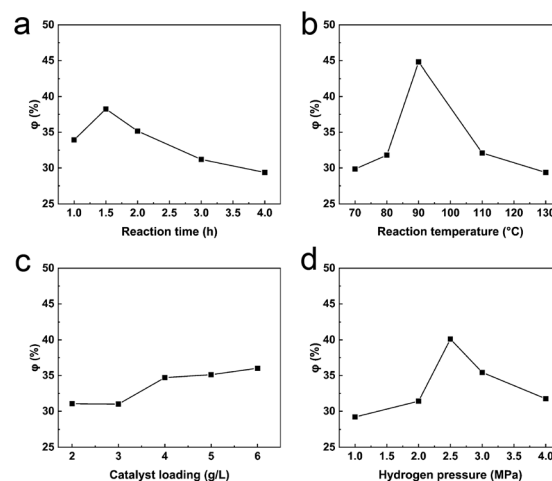 a
50
45
40
35
30
25
φ (%)
1.0 1.5 2.0 2.5 3.0 3.5 4.0
Reaction time (h)
b
50
45
40
35
30
25
φ (%)
70 80 90 100 110 120 130
Reaction temperature (°C)
c
50
45
40
35
30
25
φ (%)
2 3 4 5 6
Catalyst loading (g/L)
d
50
45
40
35
30
25
φ (%)
1.0 1.5 2.0 2.5 3.0 3.5 4.0
Hydrogen pressure (MPa)